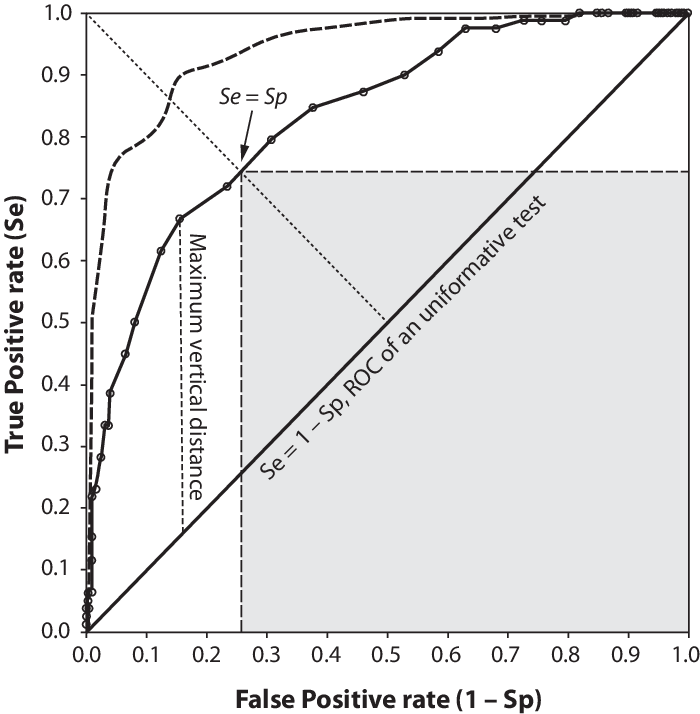 1.0
0.9
0.8
0.7
0.6
0.5
0.4
0.3
0.2
0.1
0.0
True Positive rate (Se)
Se = Sp
Maximum vertical distance
Se = 1 – Sp, ROC of an uniformative test
0.0 0.1 0.2 0.3 0.4 0.5 0.6 0.7 0.8 0.9 1.0
False Positive rate (1 – Sp)